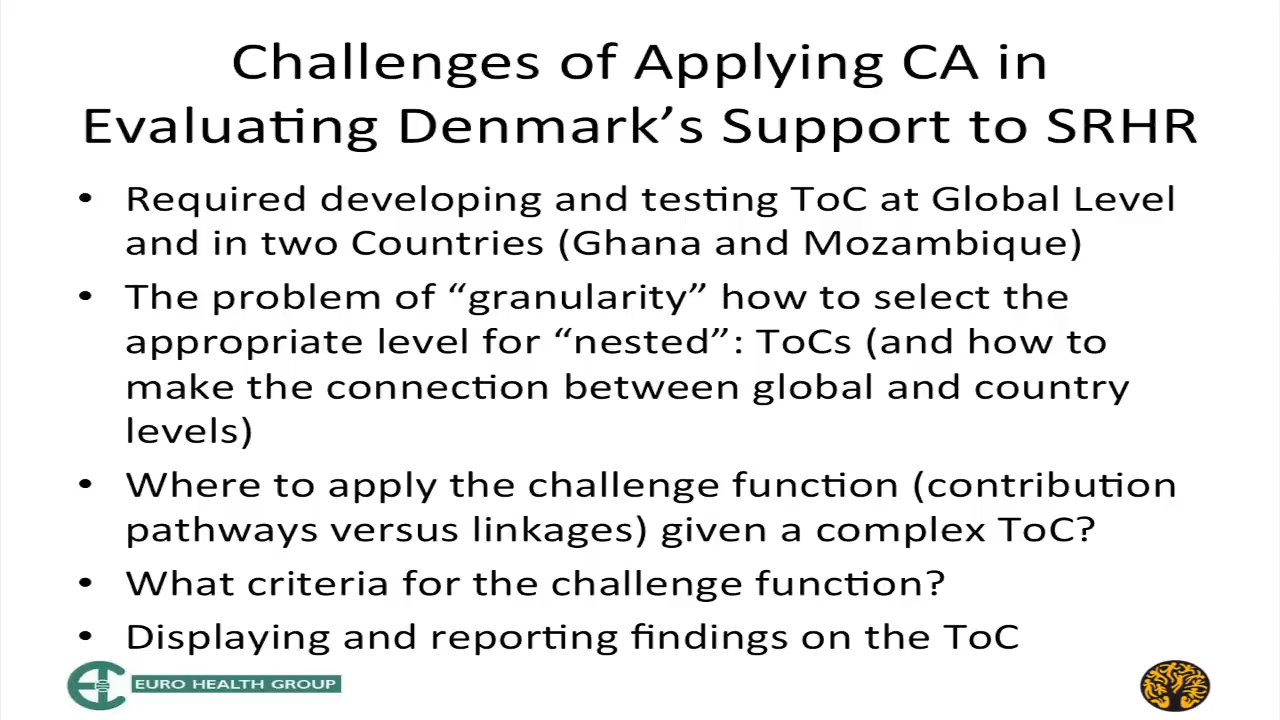 Challenges of Applying CA in
Evaluating Denmark’s Support to SRHR
• Required developing and testing ToC at Global Level
and in two Countries (Ghana and Mozambique)
• The problem of “granularity” how to select the
appropriate level for “nested”: ToCs (and how to
make the connection between global and country
levels)
• Where to apply the challenge function (contribution
pathways versus linkages) given a complex ToC?
• What criteria for the challenge function?
• Displaying and reporting findings on the ToC
EURO HEALTH GROUP